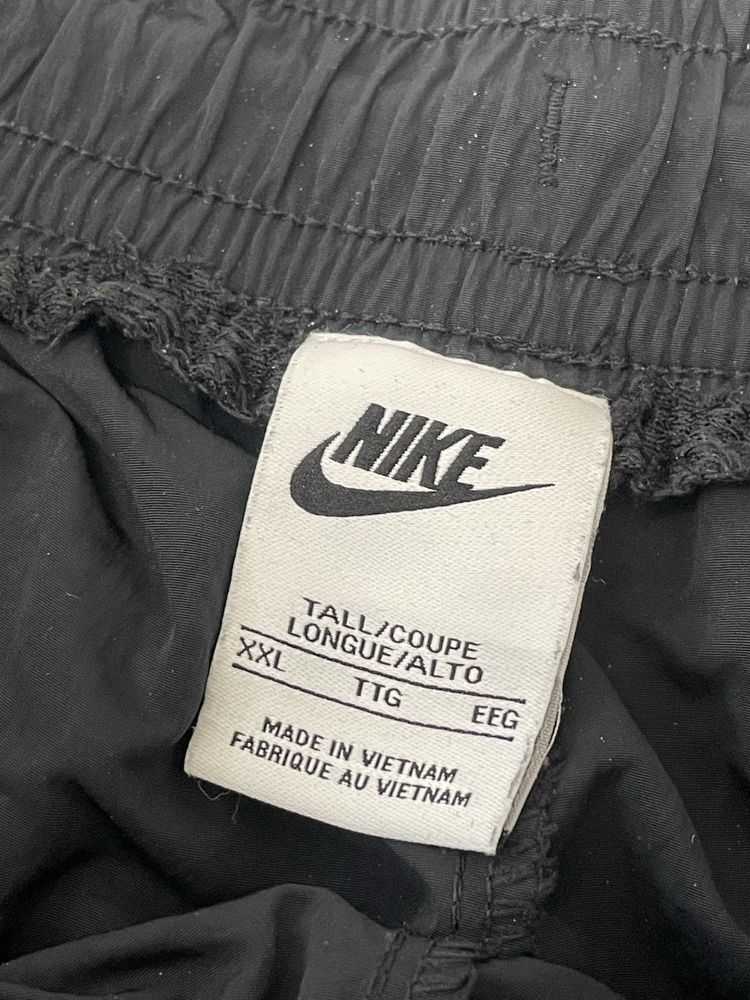 NIKE
TALL/COUPE
LONGUE/ALTO
XXL TTG EEG
MADE IN VIETNAM
FABRIQUE AU VIETNAM